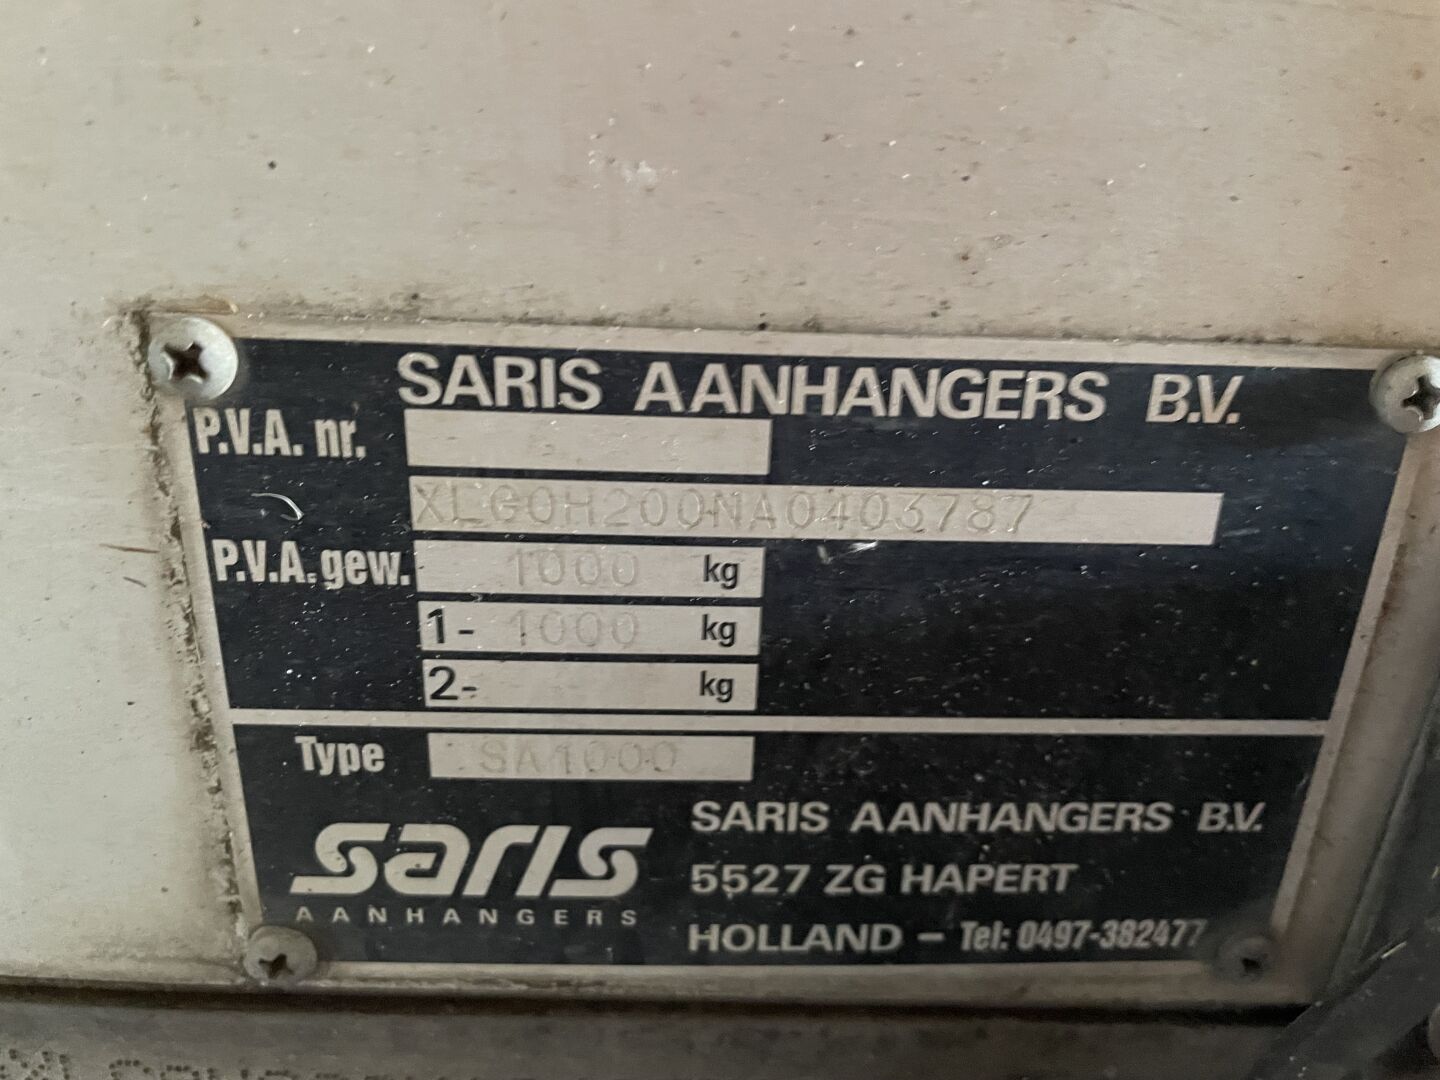 SARIS AANHANGERS B.V.
P.V.A. nr.
XLG0H200NA0403787
P.V.A. gew. 1000 kg
1- 1000 kg
2- kg
Type SA1000
saris
AANHANGERS
SARIS AANHANGERS B.V.
5527 ZG HAPERT
HOLLAND - Tel: 0497-382477